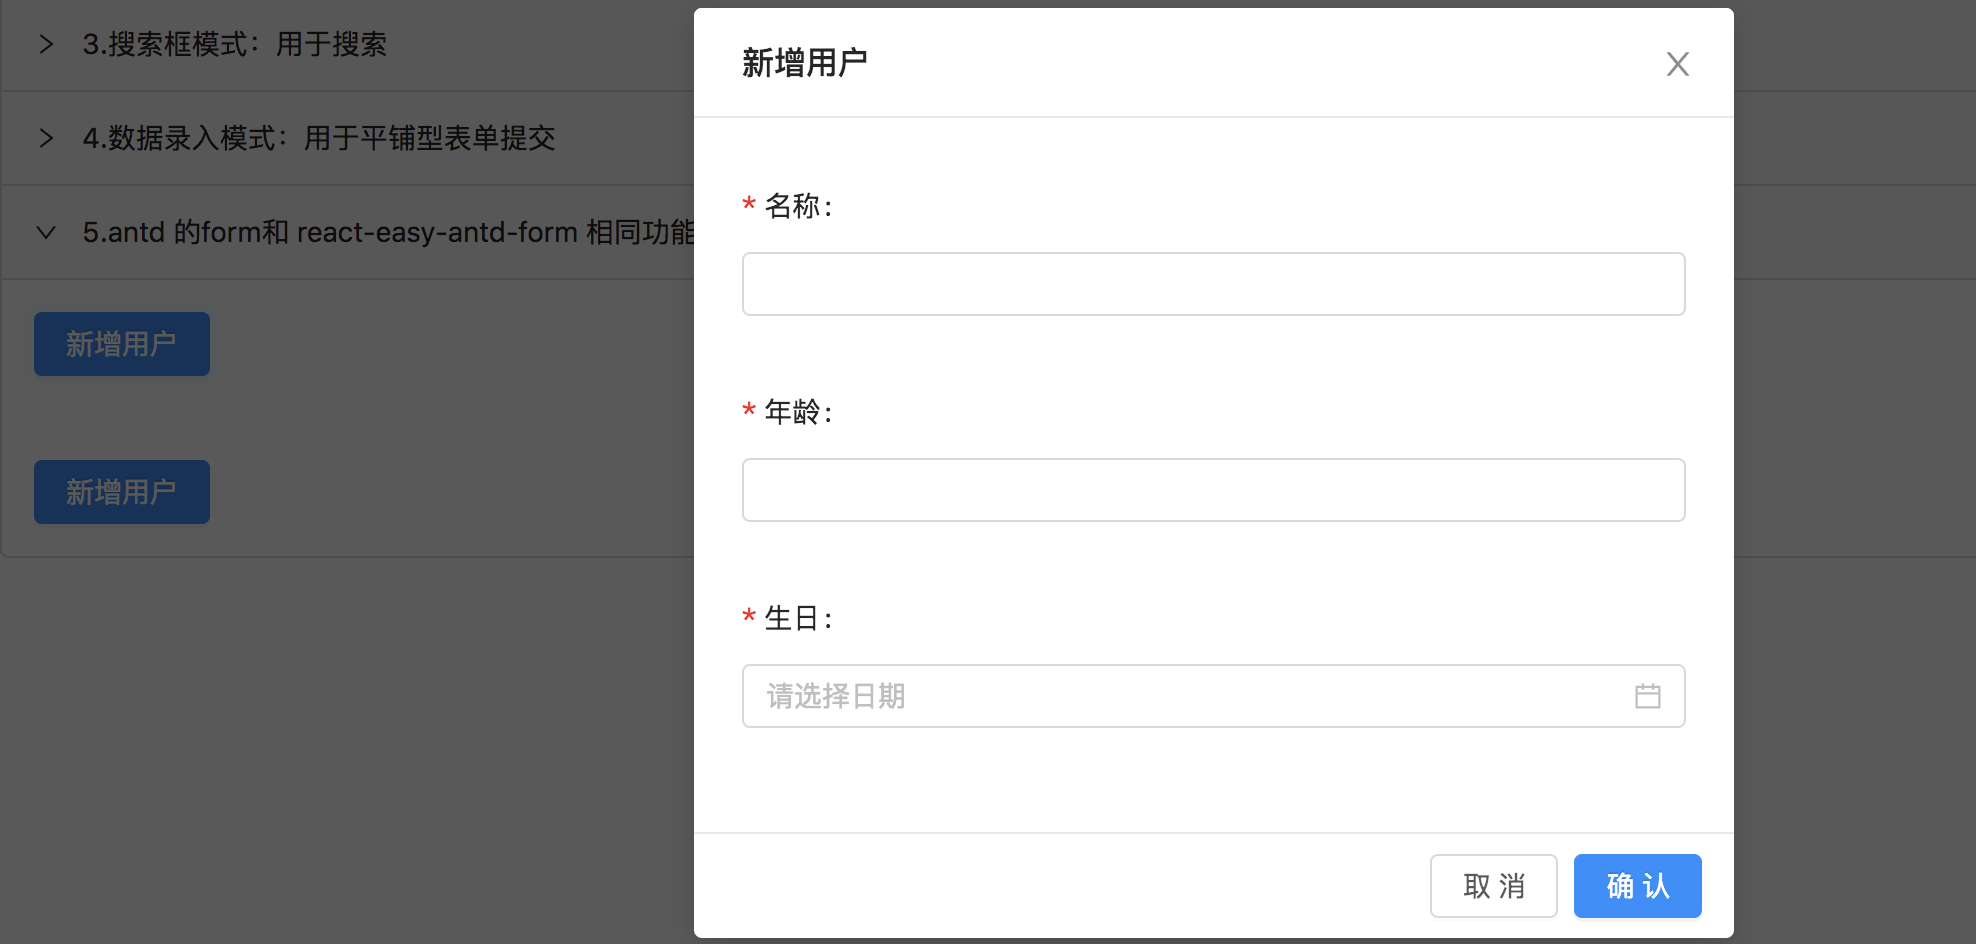 3.搜索框模式：用于搜索
4.数据录入模式：用于平铺型表单提交
5.antd 的form和 react-easy-antd-form 相同功能
新增用户
新增用户
新增用户
* 名称:
* 年龄:
* 生日:
请选择日期
取 消
确 认